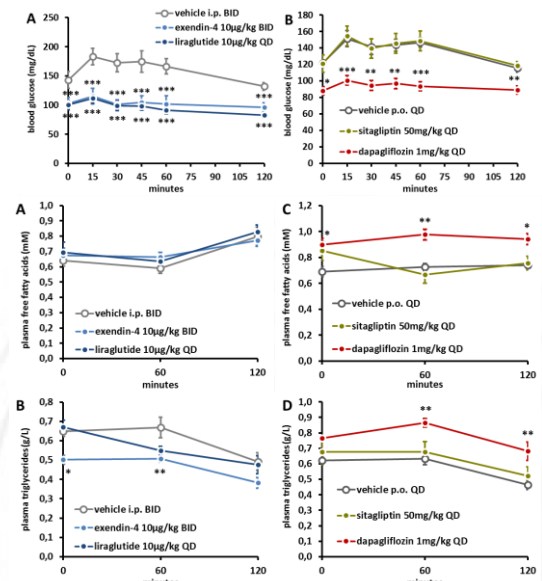 A
vehicle i.p. BID
exendin-4 10µg/kg BID
liraglutide 10µg/kg QD
blood glucose (mg/dL)
250
200
150
100
50
0
*** *** *** *** ***
*** *** *** *** *** ***
0 15 30 45 60 75 90 105 120
minutes
B
blood glucose (mg/dL)
180
160
140
120
100
80
60
40
20
0
* *** ** ** *** **
vehicle p.o. QD
sitagliptin 50mg/kg QD
dapagliflozin 1mg/kg QD
0 15 30 45 60 75 90 105 120
minutes
A
plasma free fatty acids (mM)
1,0
0,9
0,8
0,7
0,6
0,5
0,4
0,3
0,2
0,1
0,0
vehicle i.p. BID
exendin-4 10µg/kg BID
liraglutide 10µg/kg QD
0 60 120
minutes
C
plasma free fatty acids (mM)
1,2
1,0
0,8
0,6
0,4
0,2
0,0
* ** *
vehicle p.o. QD
sitagliptin 50mg/kg QD
dapagliflozin 1mg/kg QD
0 60 120
minutes
B
plasma triglycerides (g/L)
0,8
0,7
0,6
0,5
0,4
0,3
0,2
0,1
0,0
* **
vehicle i.p. BID
exendin-4 10µg/kg BID
liraglutide 10µg/kg QD
0 60 120
minutes
D
plasma triglycerides (g/L)
1,0
0,9
0,8
0,7
0,6
0,5
0,4
0,3
0,2
0,1
0,0
** **
vehicle p.o. QD
sitagliptin 50mg/kg QD
dapagliflozin 1mg/kg QD
0 60 120
minutes